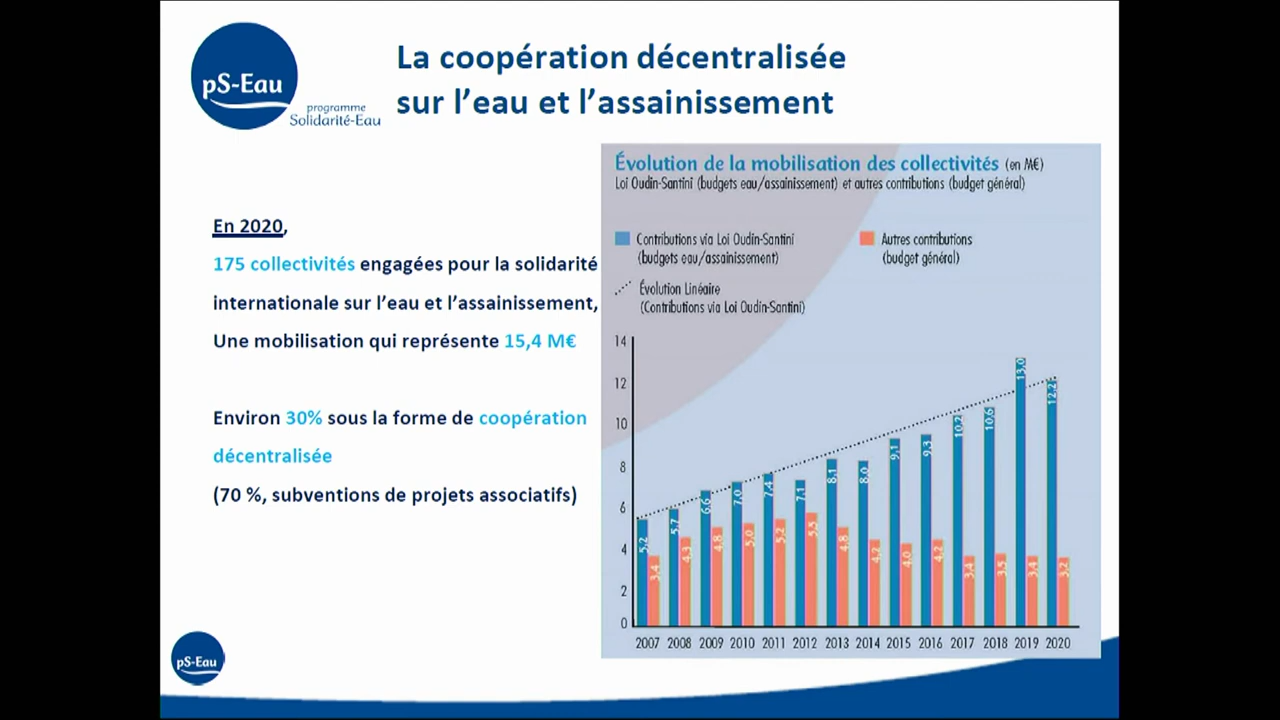 La coopération décentralisée
sur l’eau et l’assainissement
pS-Eau
programme
Solidarité-Eau
En 2020,
175 collectivités engagées pour la solidarité
internationale sur l’eau et l’assainissement,
Une mobilisation qui représente 15,4 M€
Environ 30% sous la forme de coopération
décentralisée
(70 %, subventions de projets associatifs)
Évolution de la mobilisation des collectivités (en M€)
Loi Oudin-Santini (budgets eau/assainissement) et autres contributions (budget général)
Contributions via Loi Oudin-Santini
(budgets eau/assainissement)
Autres contributions
(budget général)
Évolution Linéaire
(Contributions via Loi Oudin-Santini)
14
12
10
8
6
4
2
0
5,2 3,4 5,7 4,3 6,6 4,8 7,0 5,0 7,4 5,2 7,1 5,5 8,1 4,8 8,0 4,2 9,1 4,0 9,3 4,2 10,2 3,4 10,6 3,5 13,0 3,4 12,2 3,2
2007 2008 2009 2010 2011 2012 2013 2014 2015 2016 2017 2018 2019 2020
pS-Eau